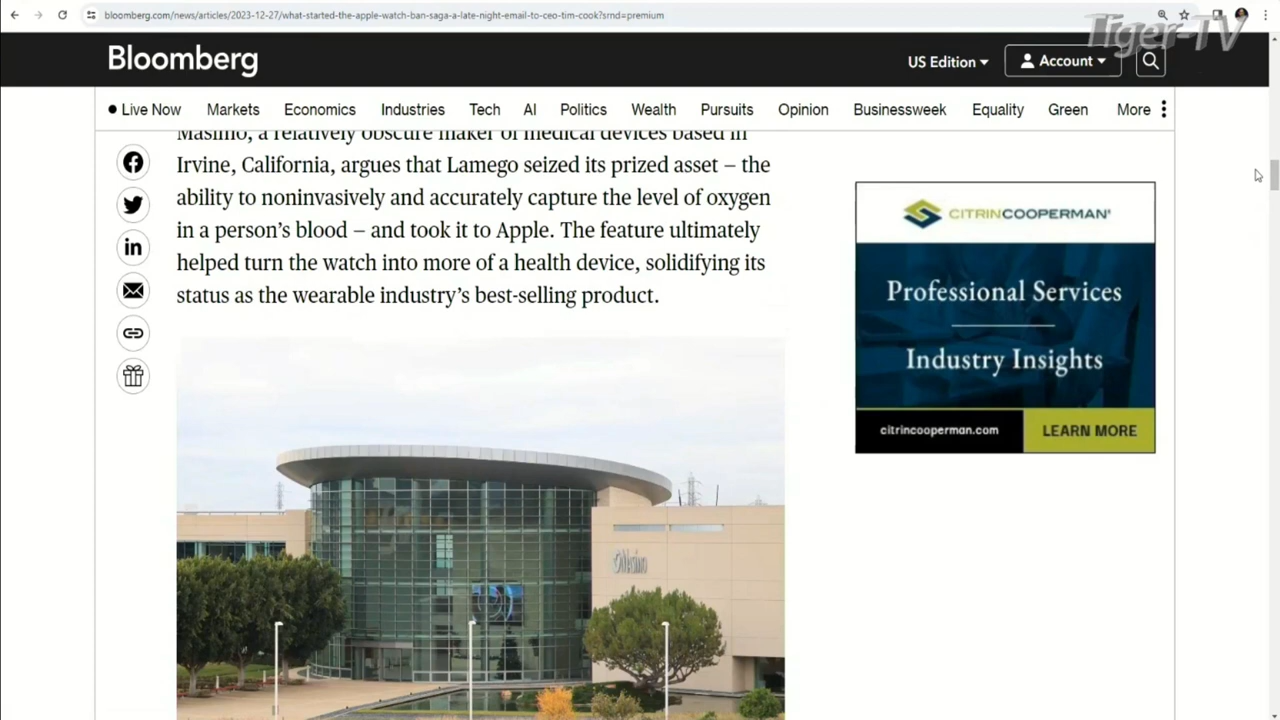 bloomberg.com/news/articles/2023-12-27/what-started-the-apple-watch-ban-saga-a-late-night-email-to-ceo-tim-cook?srnd=premium
Tiger-TV
Bloomberg
US Edition
Account
Live Now Markets Economics Industries Tech AI Politics Wealth Pursuits Opinion Businessweek Equality Green More
Masimo, a relatively obscure maker of medical devices based in
Irvine, California, argues that Lamego seized its prized asset – the
ability to noninvasively and accurately capture the level of oxygen
in a person's blood – and took it to Apple. The feature ultimately
helped turn the watch into more of a health device, solidifying its
status as the wearable industry's best-selling product.
CITRINCOOPERMAN®
Professional Services
Industry Insights
citrincooperman.com
LEARN MORE
Masimo